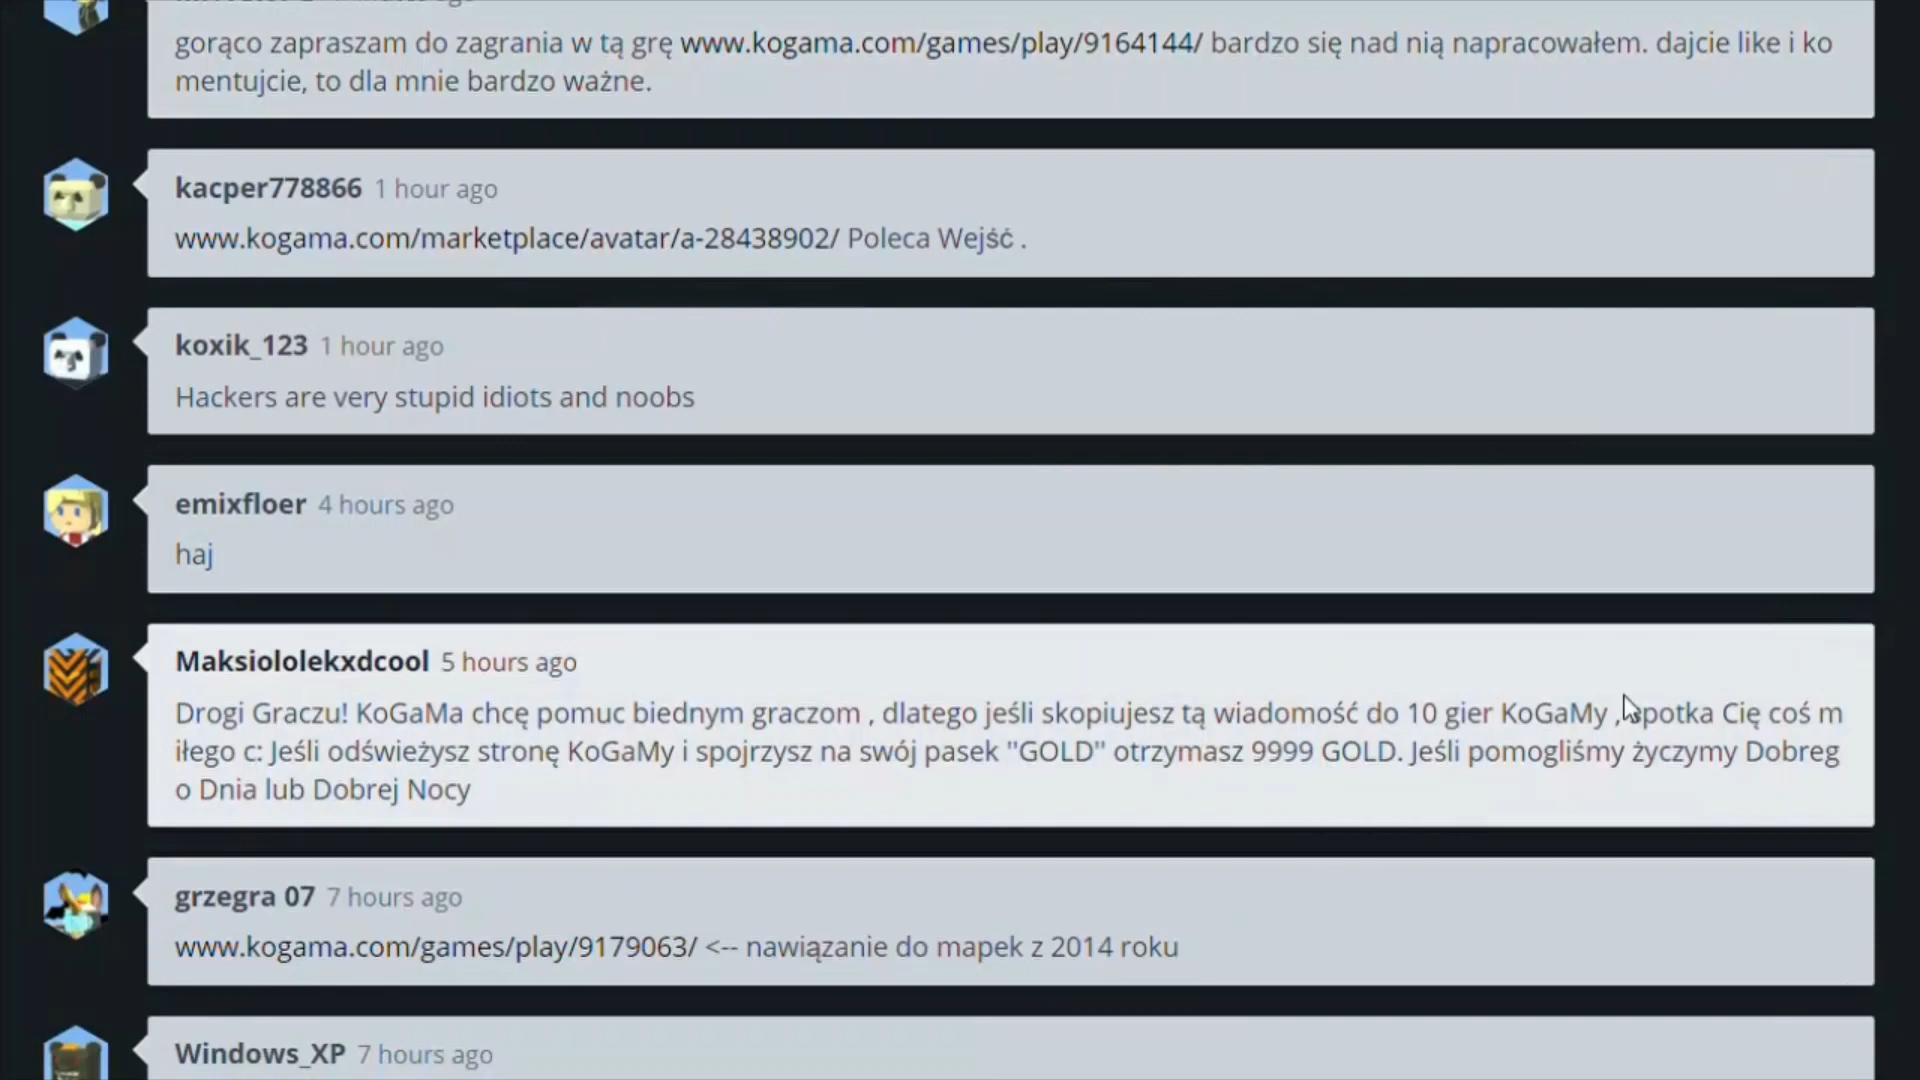 gorąco zapraszam do zagrania w tą grę www.kogama.com/games/play/9164144/ bardzo się nad nią napracowałem. dajcie like i ko
mentujcie, to dla mnie bardzo ważne.
kacper778866 1 hour ago
www.kogama.com/marketplace/avatar/a-28438902/ Poleca Wejść .
koxik_123 1 hour ago
Hackers are very stupid idiots and noobs
emixfloer 4 hours ago
haj
Maksiololekxdcool 5 hours ago
Drogi Graczu! KoGaMa chcę pomuc biednym graczom , dlatego jeśli skopiujesz tą wiadomość do 10 gier KoGaMy , spotka Cię coś m
iłego c: Jeśli odświeżysz stronę KoGaMy i spojrzysz na swój pasek "GOLD" otrzymasz 9999 GOLD. Jeśli pomogliśmy życzymy Dobreg
o Dnia lub Dobrej Nocy
grzegra 07 7 hours ago
www.kogama.com/games/play/9179063/ <-- nawiązanie do mapek z 2014 roku
Windows_XP 7 hours ago